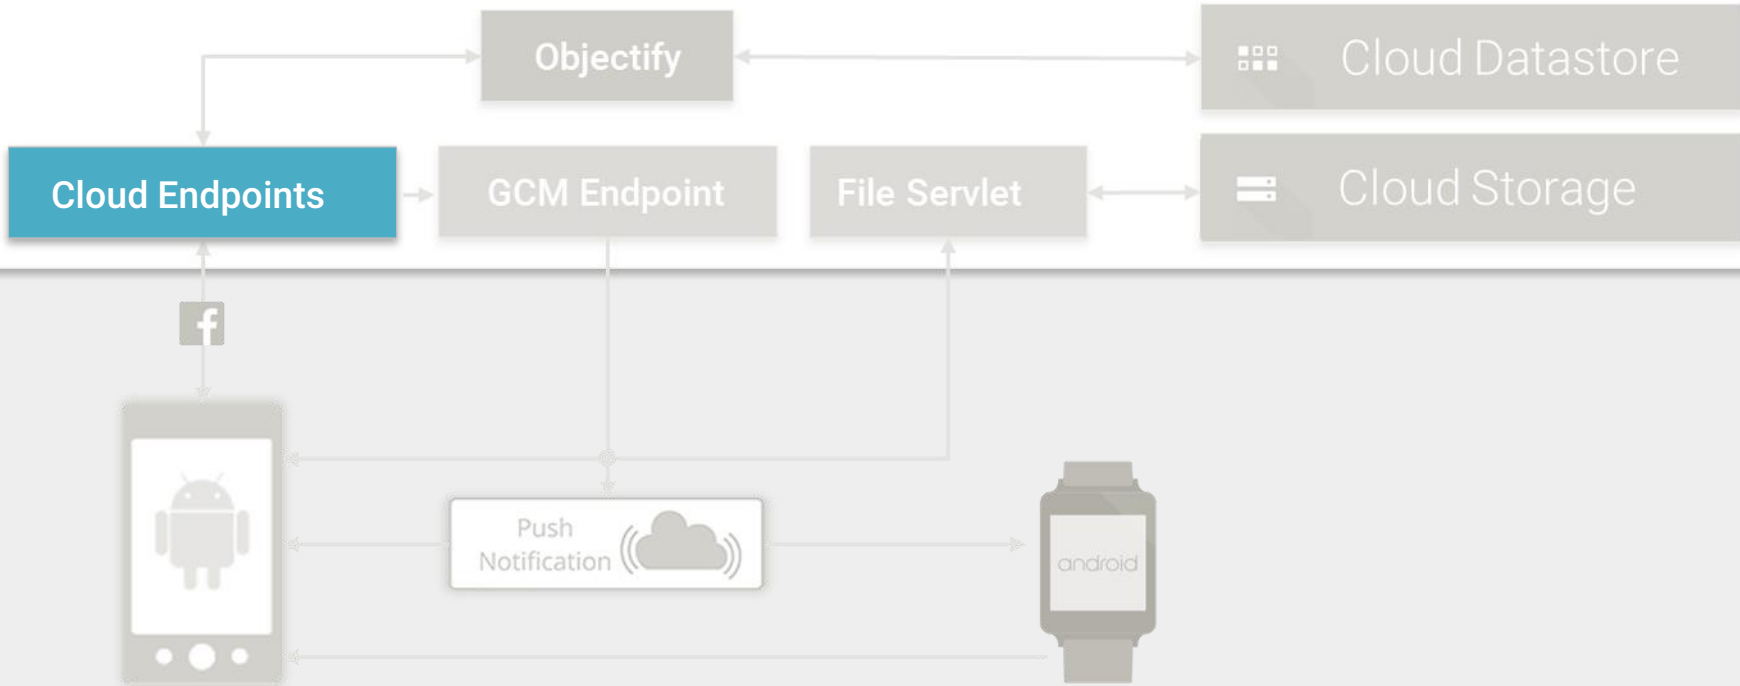 Objectify
Cloud Datastore
Cloud Endpoints
GCM Endpoint
File Servlet
Cloud Storage
f
Push
Notification
android